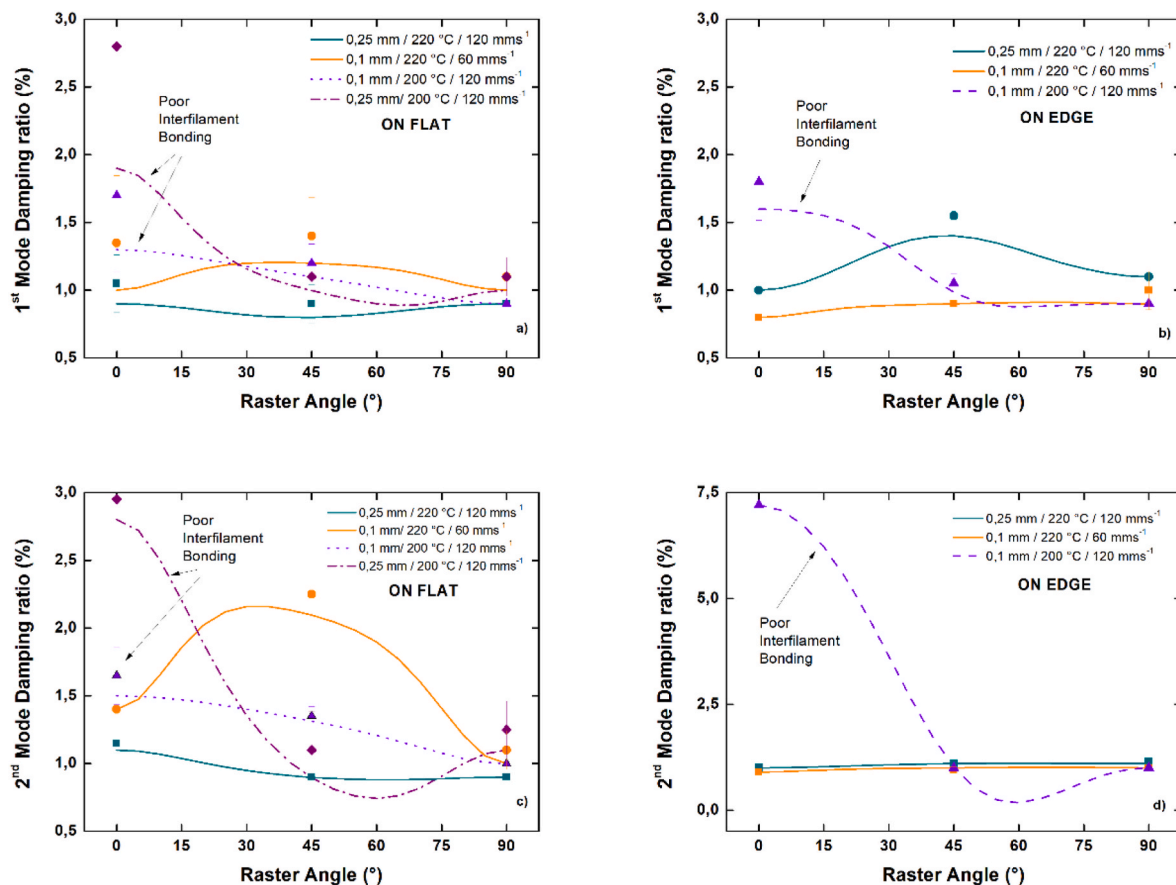 3,0
2,5
2,0
1,5
1,0
0,5
1st Mode Damping ratio (%)
0,25 mm / 220 °C / 120 mms-1
0,1 mm / 220 °C / 60 mms-1
0,1 mm / 200 °C / 120 mms-1
0,25 mm/ 200 °C / 120 mms-1
ON FLAT
Poor
Interfilament
Bonding
a)
0
15
30
45
60
75
90
Raster Angle (°)
3,0
2,5
2,0
1,5
1,0
0,5
1st Mode Damping ratio (%)
0,25 mm / 220 °C / 120 mms-1
0,1 mm / 220 °C / 60 mms-1
0,1 mm / 200 °C / 120 mms-1
ON EDGE
Poor
Interfilament
Bonding
b)
0
15
30
45
60
75
90
Raster Angle (°)
3,0
2,5
2,0
1,5
1,0
0,5
2nd Mode Damping ratio (%)
0,25 mm / 220 °C / 120 mms-1
0,1 mm/ 220 °C / 60 mms-1
0,1 mm/ 200 °C / 120 mms-1
0,25 mm / 200 °C / 120 mms-1
ON FLAT
Poor
Interfilament
Bonding
c)
0
15
30
45
60
75
90
Raster Angle (°)
7,5
5,0
2,5
0,0
2nd Mode Damping ratio (%)
0,25 mm / 220 °C / 120 mms-1
0,1 mm / 220 °C / 60 mms-1
0,1 mm / 200 °C / 120 mms-1
ON EDGE
Poor
Interfilament
Bonding
d)
0
15
30
45
60
75
90
Raster Angle (°)